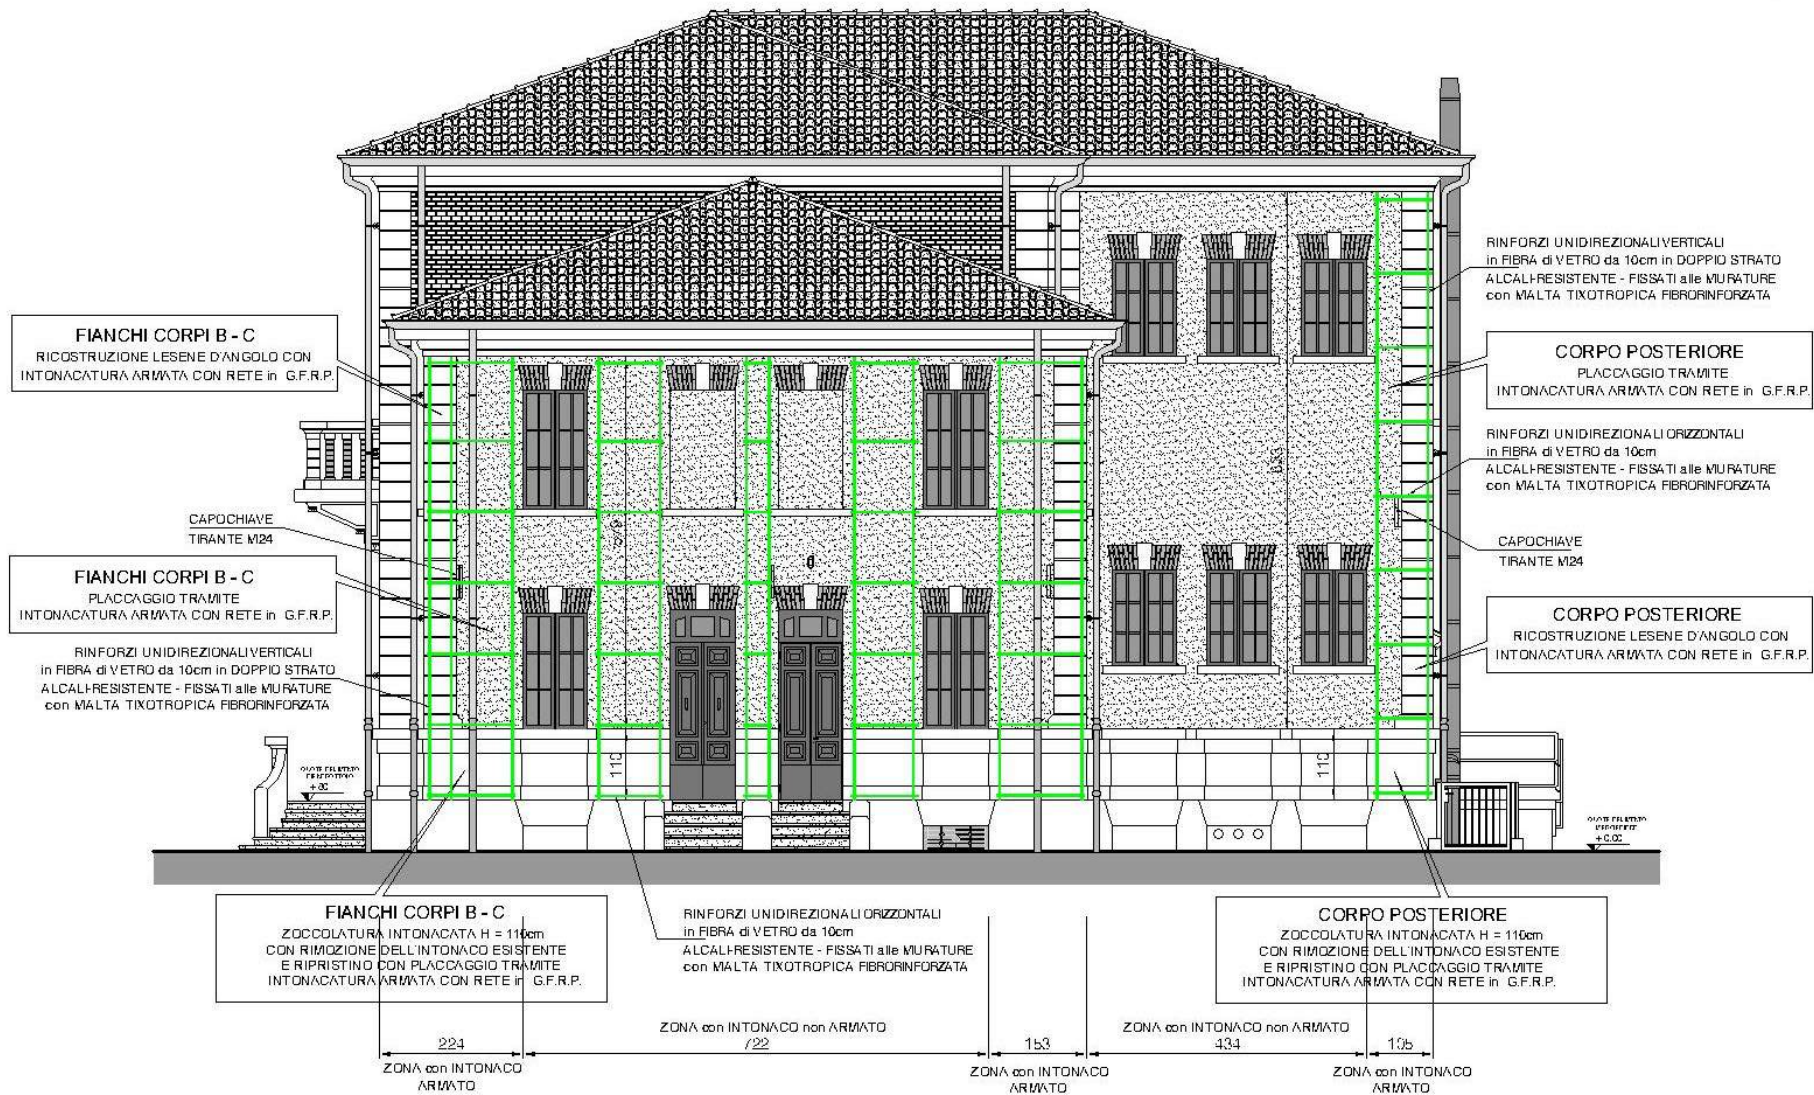 RINFORZI UNIDIREZIONALI VERTICALI
in FIBRA di VETRO da 10cm in DOPPIO STRATO
ALCALI-RESISTENTE - FISSATI alle MURATURE
con MALTA TIXOTROPICA FIBRORINFORZATA
FIANCHI CORPI B - C
RICOSTRUZIONE LESENE D'ANGOLO CON
INTONACATURA ARMATA CON RETE in G.F.R.P.
CORPO POSTERIORE
PLACCAGGIO TRAMITE
INTONACATURA ARMATA CON RETE in G.F.R.P.
RINFORZI UNIDIREZIONALI ORIZZONTALI
in FIBRA di VETRO da 10cm
ALCALI-RESISTENTE - FISSATI alle MURATURE
con MALTA TIXOTROPICA FIBRORINFORZATA
CAPOCHIAVE
TIRANTE M24
CAPOCHIAVE
TIRANTE M24
FIANCHI CORPI B - C
PLACCAGGIO TRAMITE
INTONACATURA ARMATA CON RETE in G.F.R.P.
CORPO POSTERIORE
RICOSTRUZIONE LESENE D'ANGOLO CON
INTONACATURA ARMATA CON RETE in G.F.R.P.
RINFORZI UNIDIREZIONALI VERTICALI
in FIBRA di VETRO da 10cm in DOPPIO STRATO
ALCALI-RESISTENTE - FISSATI alle MURATURE
con MALTA TIXOTROPICA FIBRORINFORZATA
110
110
+ 0.00
FIANCHI CORPI B - C
ZOCCOLATURA INTONACATA H = 110cm
CON RIMOZIONE DELL'INTONACO ESISTENTE
E RIPRISTINO CON PLACCAGGIO TRAMITE
INTONACATURA ARMATA CON RETE in G.F.R.P.
RINFORZI UNIDIREZIONALI ORIZZONTALI
in FIBRA di VETRO da 10cm
ALCALI-RESISTENTE - FISSATI alle MURATURE
con MALTA TIXOTROPICA FIBRORINFORZATA
CORPO POSTERIORE
ZOCCOLATURA INTONACATA H = 110cm
CON RIMOZIONE DELL'INTONACO ESISTENTE
E RIPRISTINO CON PLACCAGGIO TRAMITE
INTONACATURA ARMATA CON RETE in G.F.R.P.
ZONA con INTONACO non ARMATO
ZONA con INTONACO non ARMATO
224
722
153
434
105
ZONA con INTONACO
ARMATO
ZONA con INTONACO
ARMATO
ZONA con INTONACO
ARMATO